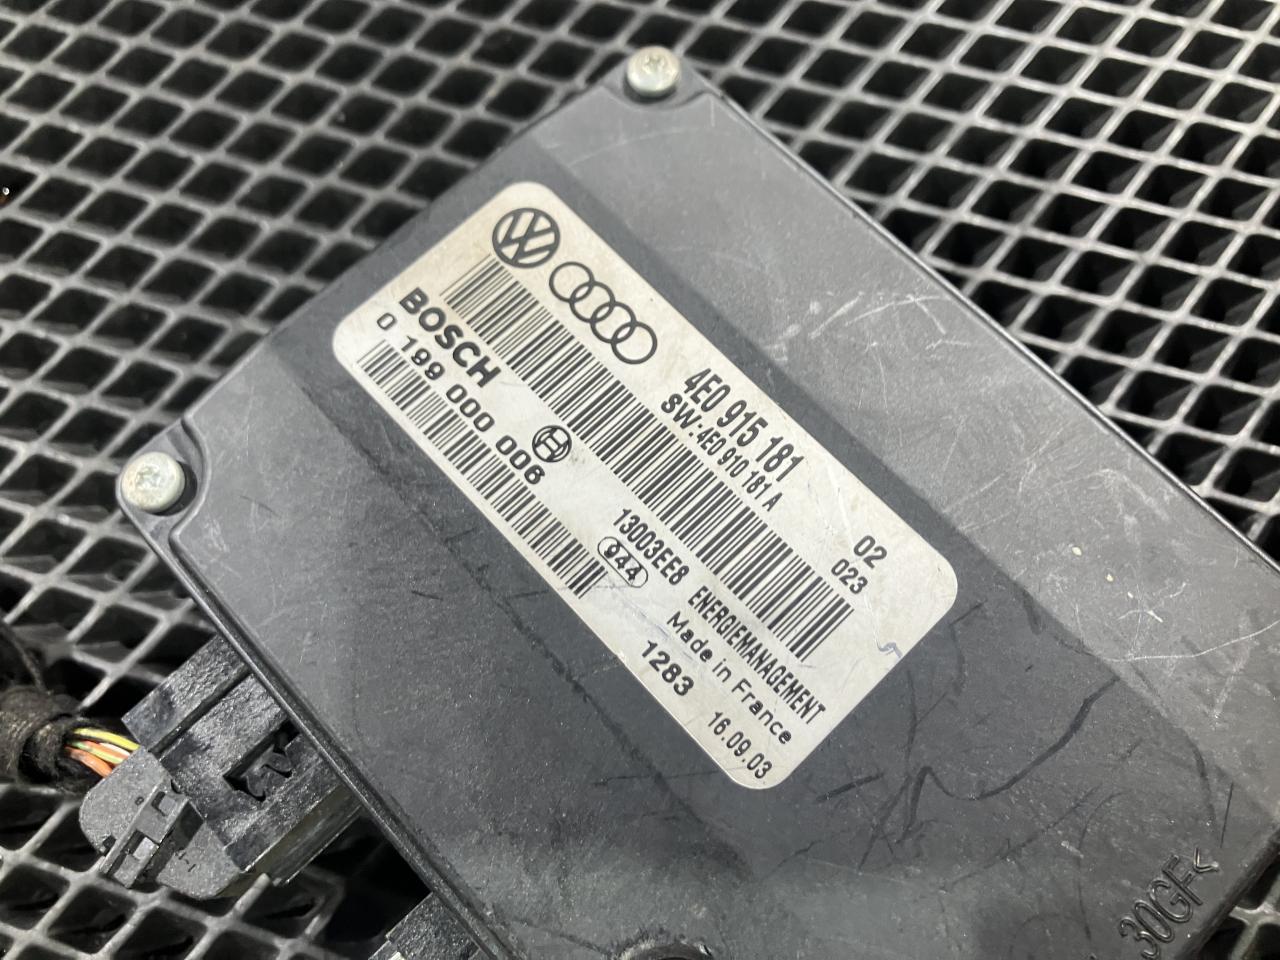 4E0 915 181 02
SW:4E0 910 181 A 023
BOSCH
0 199 000 006
13003EE8 ENERGIEMANAGEMENT
944 Made in France
1283 16.09.03
30GF<